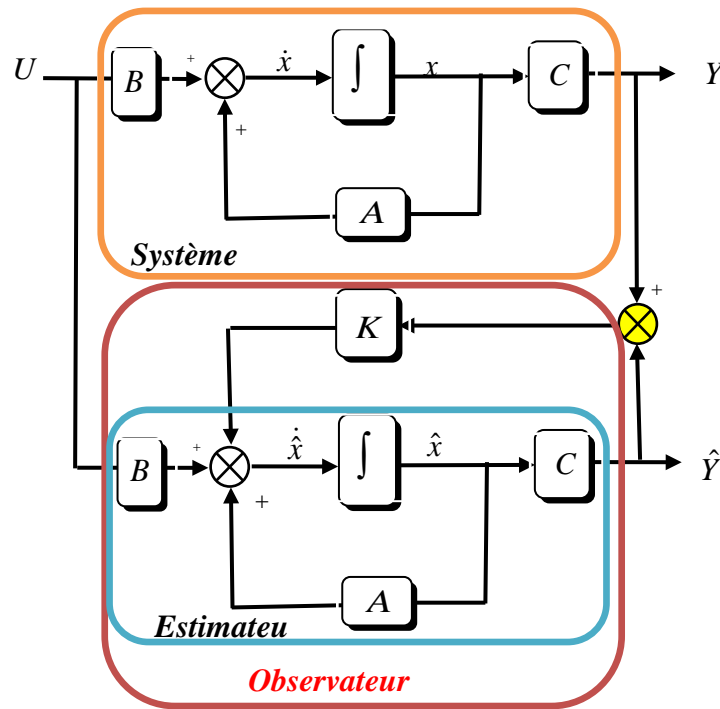 U
B
+
ẋ
∫
x
C
Y
+
A
Système
+
K
B
+
x̂̇
∫
x̂
C
Ŷ
+
A
Estimateu
Observateur